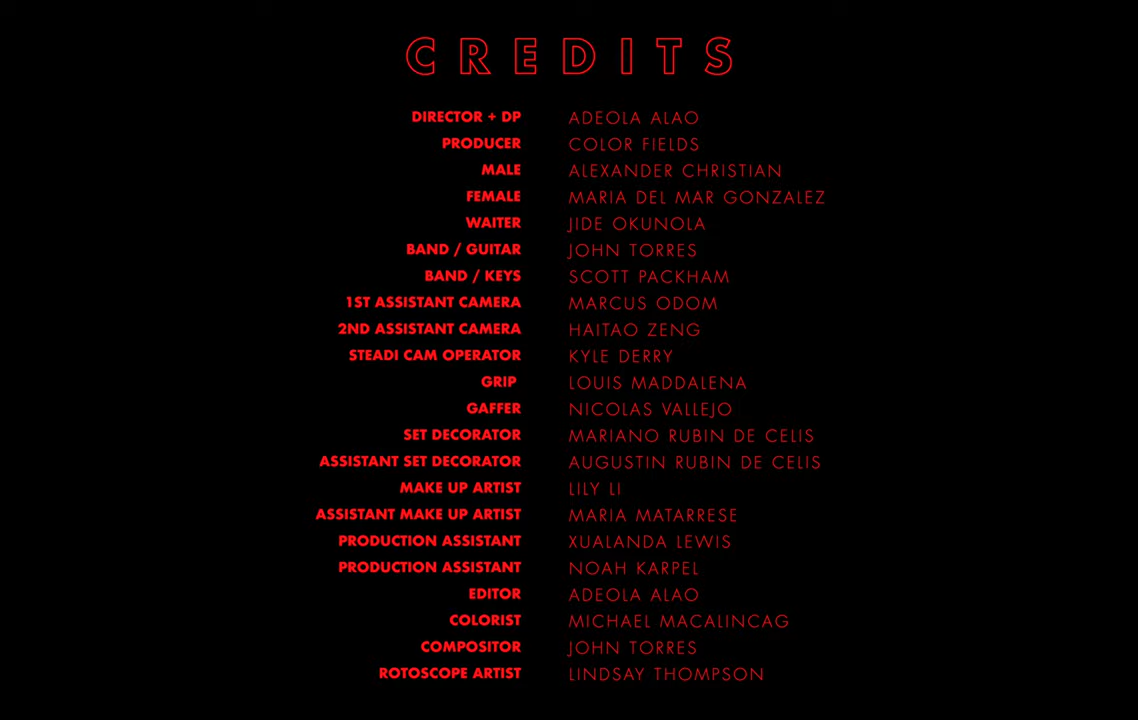 CREDITS
DIRECTOR + DP ADEOLA ALAO
PRODUCER COLOR FIELDS
MALE ALEXANDER CHRISTIAN
FEMALE MARIA DEL MAR GONZALEZ
WAITER JIDE OKUNOLA
BAND / GUITAR JOHN TORRES
BAND / KEYS SCOTT PACKHAM
1ST ASSISTANT CAMERA MARCUS ODOM
2ND ASSISTANT CAMERA HAITAO ZENG
STEADI CAM OPERATOR KYLE DERRY
GRIP LOUIS MADDALENA
GAFFER NICOLAS VALLEJO
SET DECORATOR MARIANO RUBIN DE CELIS
ASSISTANT SET DECORATOR AUGUSTIN RUBIN DE CELIS
MAKE UP ARTIST LILY LI
ASSISTANT MAKE UP ARTIST MARIA MATARRESE
PRODUCTION ASSISTANT XUALANDA LEWIS
PRODUCTION ASSISTANT NOAH KARPEL
EDITOR ADEOLA ALAO
COLORIST MICHAEL MACALINCAG
COMPOSITOR JOHN TORRES
ROTOSCOPE ARTIST LINDSAY THOMPSON